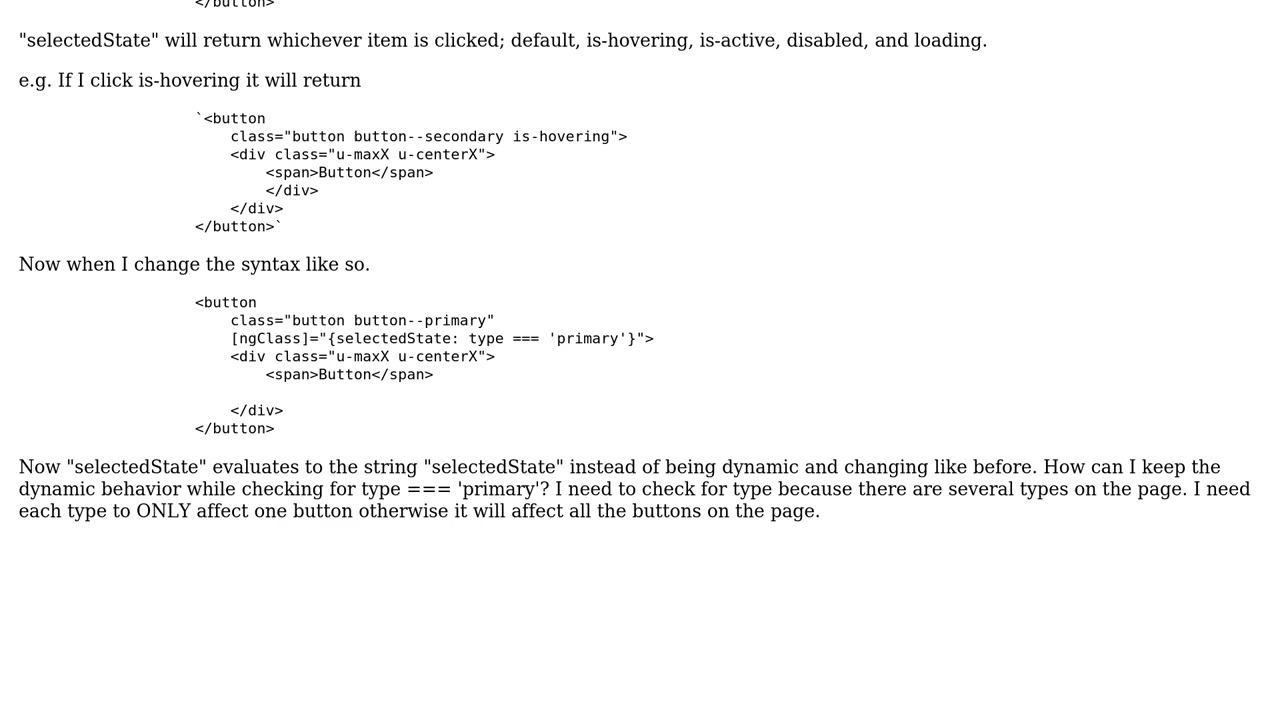 </button>
"selectedState" will return whichever item is clicked; default, is-hovering, is-active, disabled, and loading.
e.g. If I click is-hovering it will return
`<button
class="button button--secondary is-hovering">
<div class="u-maxX u-centerX">
<span>Button</span>
</div>
</div>
</button>`
Now when I change the syntax like so.
<button
class="button button--primary"
[ngClass]="{selectedState: type === 'primary'}">
<div class="u-maxX u-centerX">
<span>Button</span>
</div>
</button>
Now "selectedState" evaluates to the string "selectedState" instead of being dynamic and changing like before. How can I keep the
dynamic behavior while checking for type === 'primary'? I need to check for type because there are several types on the page. I need
each type to ONLY affect one button otherwise it will affect all the buttons on the page.